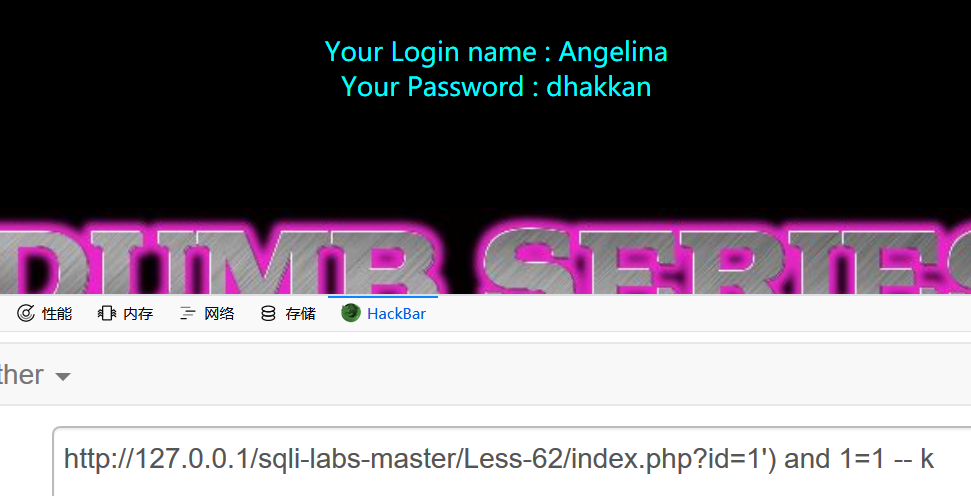 Your Login name : Angelina
Your Password : dhakkan
DUMB SERIES
性能 内存 网络 存储 HackBar
ther
http://127.0.0.1/sqli-labs-master/Less-62/index.php?id=1') and 1=1 -- k